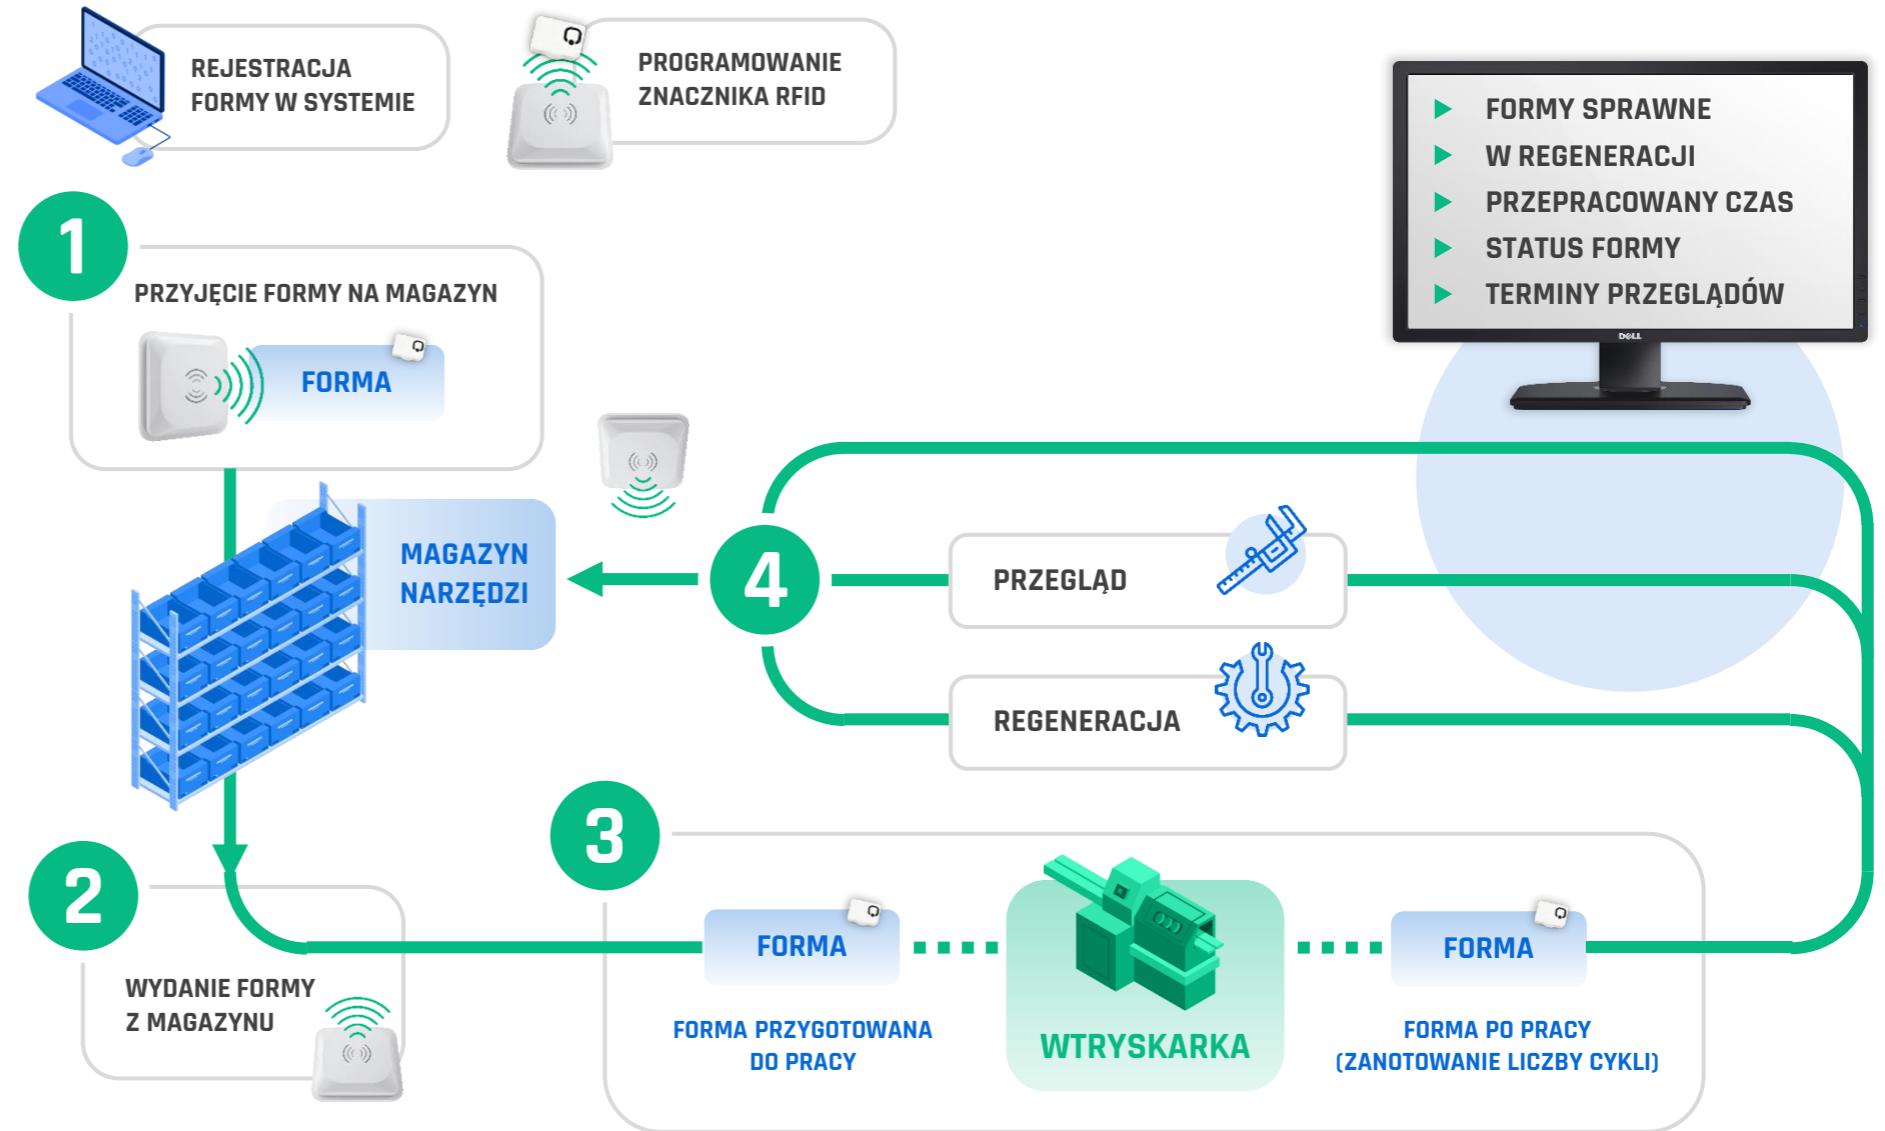 REJESTRACJA
FORMY W SYSTEMIE
PROGRAMOWANIE
ZNACZNIKA RFID
FORMY SPRAWNE
W REGENERACJI
PRZEPRACOWANY CZAS
STATUS FORMY
TERMINY PRZEGLĄDÓW
DELL
1
PRZYJĘCIE FORMY NA MAGAZYN
FORMA
MAGAZYN
NARZĘDZI
4
PRZEGLĄD
REGENERACJA
2
WYDANIE FORMY
Z MAGAZYNU
3
FORMA
FORMA PRZYGOTOWANA
DO PRACY
WTRYSKARKA
FORMA
FORMA PO PRACY
(ZANOTOWANIE LICZBY CYKLI)